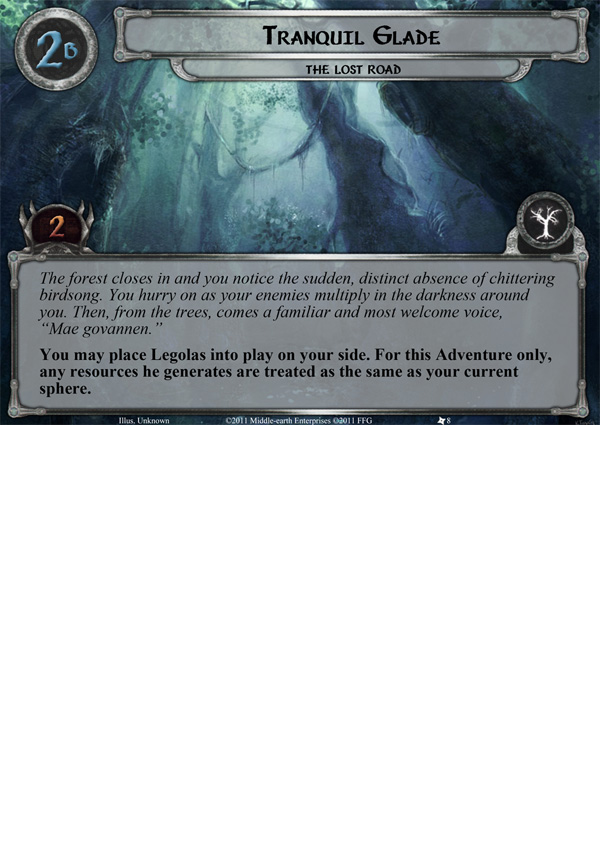 2B
TRANQUIL GLADE
THE LOST ROAD
2
The forest closes in and you notice the sudden, distinct absence of chittering
birdsong. You hurry on as your enemies multiply in the darkness around
you. Then, from the trees, comes a familiar and most welcome voice,
“Mae govannen.”
You may place Legolas into play on your side. For this Adventure only,
any resources he generates are treated as the same as your current
sphere.
Illus. Unknown ©2011 Middle-earth Enterprises ©2011 FFG 8